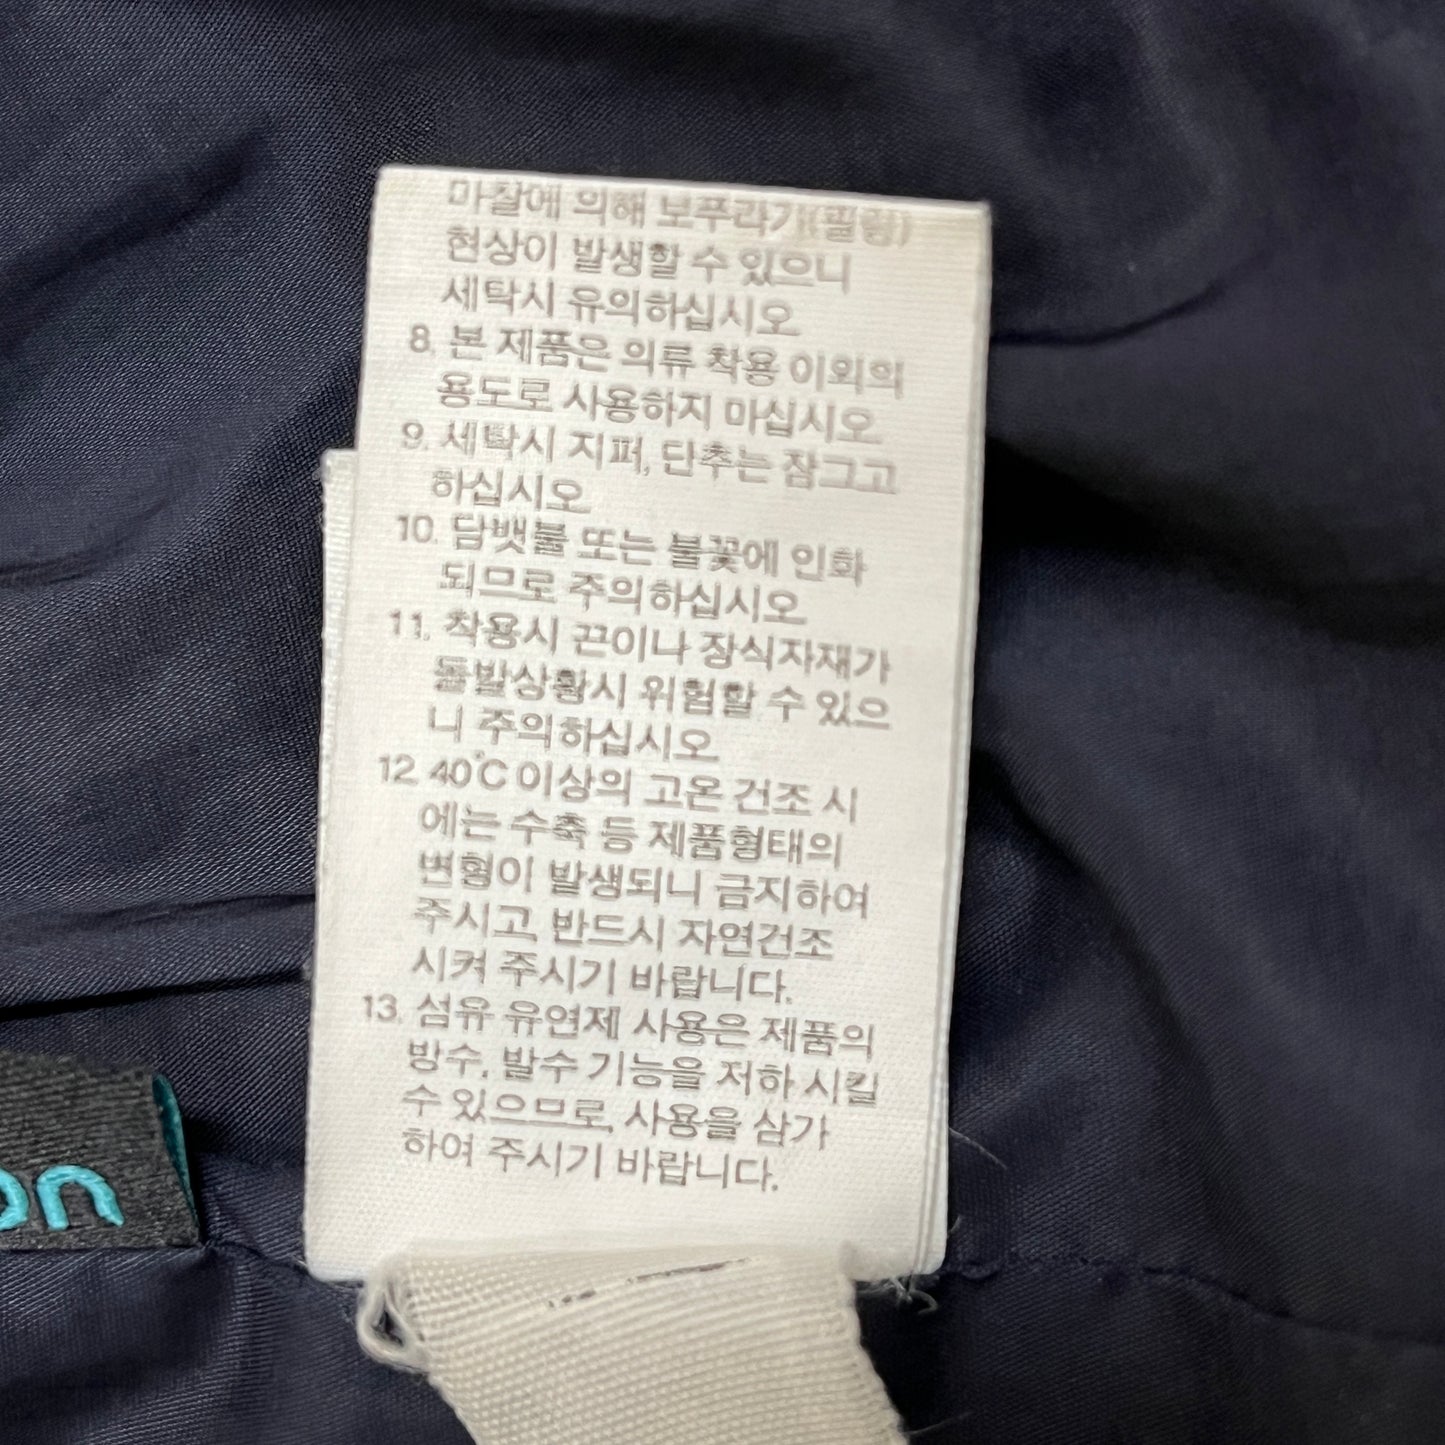 마찰에 의해 보푸라기(필링)
현상이 발생할 수 있으니
세탁시 유의하십시오
8. 본 제품은 의류 착용 이외의
용도로 사용하지 마십시오
9. 세탁시 지퍼, 단추는 잠그고
하십시오
10. 담뱃불 또는 불꽃에 인화
되므로 주의하십시오
11. 착용시 끈이나 장식자재가
돌발상황시 위험할 수 있으
니 주의하십시오
12. 40℃ 이상의 고온 건조 시
에는 수축 등 제품형태의
변형이 발생되니 금지하여
주시고, 반드시 자연건조
시켜 주시기 바랍니다.
13. 섬유 유연제 사용은 제품의
방수, 발수 기능을 저하 시킬
수 있으므로, 사용을 삼가
하여 주시기 바랍니다.
on